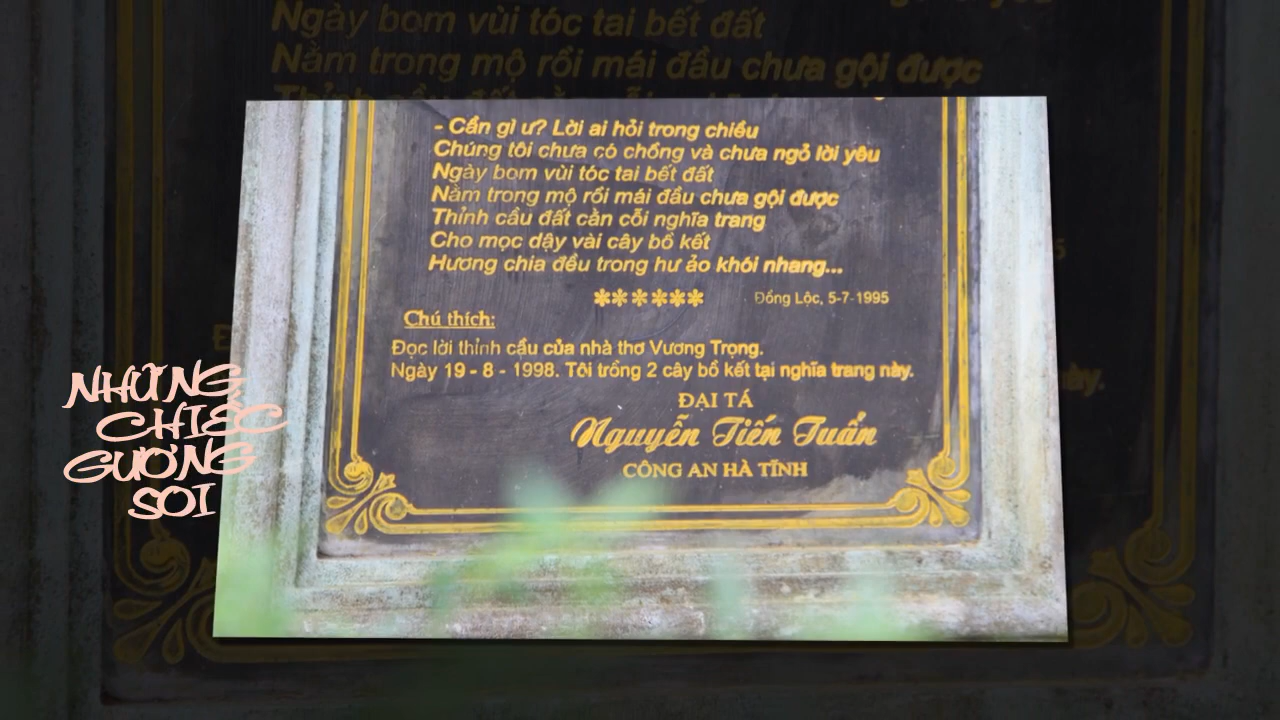 Ngày bom vùi tóc tai bết đất
Nằm trong mộ rồi mái đầu chưa gội được
- Cần gì ư? Lời ai hỏi trong chiều
Chúng tôi chưa có chồng và chưa ngỏ lời yêu
Ngày bom vùi tóc tai bết đất
Nằm trong mộ rồi mái đầu chưa gội được
Thỉnh cầu đất cằn cỗi nghĩa trang
Cho mọc dậy vài cây bồ kết
Hương chia đều trong hư ảo khói nhang...
****** Đồng Lộc, 5-7-1995
Chú thích:
Đọc lời thỉnh cầu của nhà thơ Vương Trọng.
Ngày 19 - 8 - 1998. Tôi trồng 2 cây bồ kết tại nghĩa trang này.
ĐẠI TÁ
Nguyễn Tiến Tuấn
CÔNG AN HÀ TĨNH
NHỮNG
CHIẾC
GƯƠNG
SOI